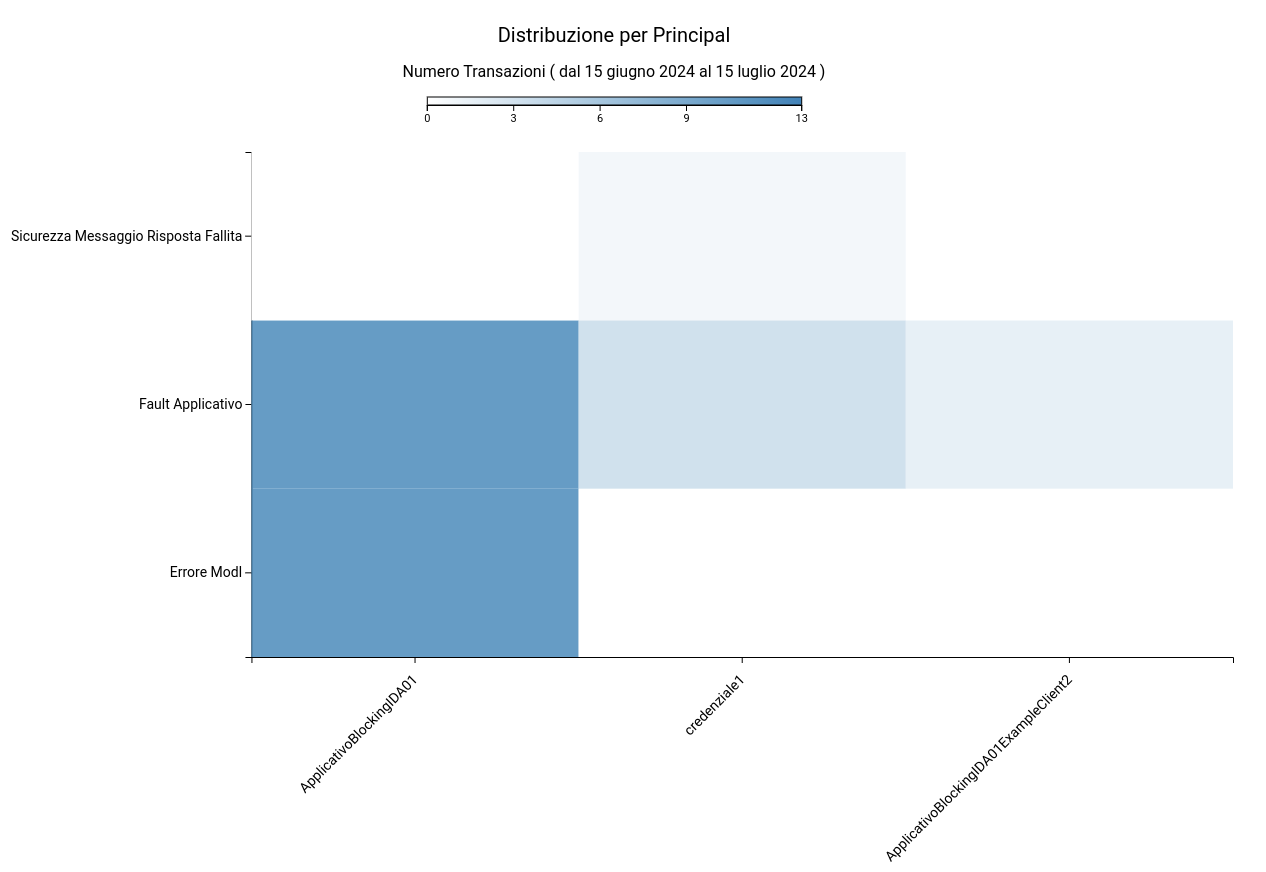 Distribuzione per Principal
Numero Transazioni ( dal 15 giugno 2024 al 15 luglio 2024 )
0 3 6 9 13
Sicurezza Messaggio Risposta Fallita
Fault Applicativo
Errore ModI
ApplicativoBlockingIDA01
credenziale1
ApplicativoBlockingIDA01ExampleClient2